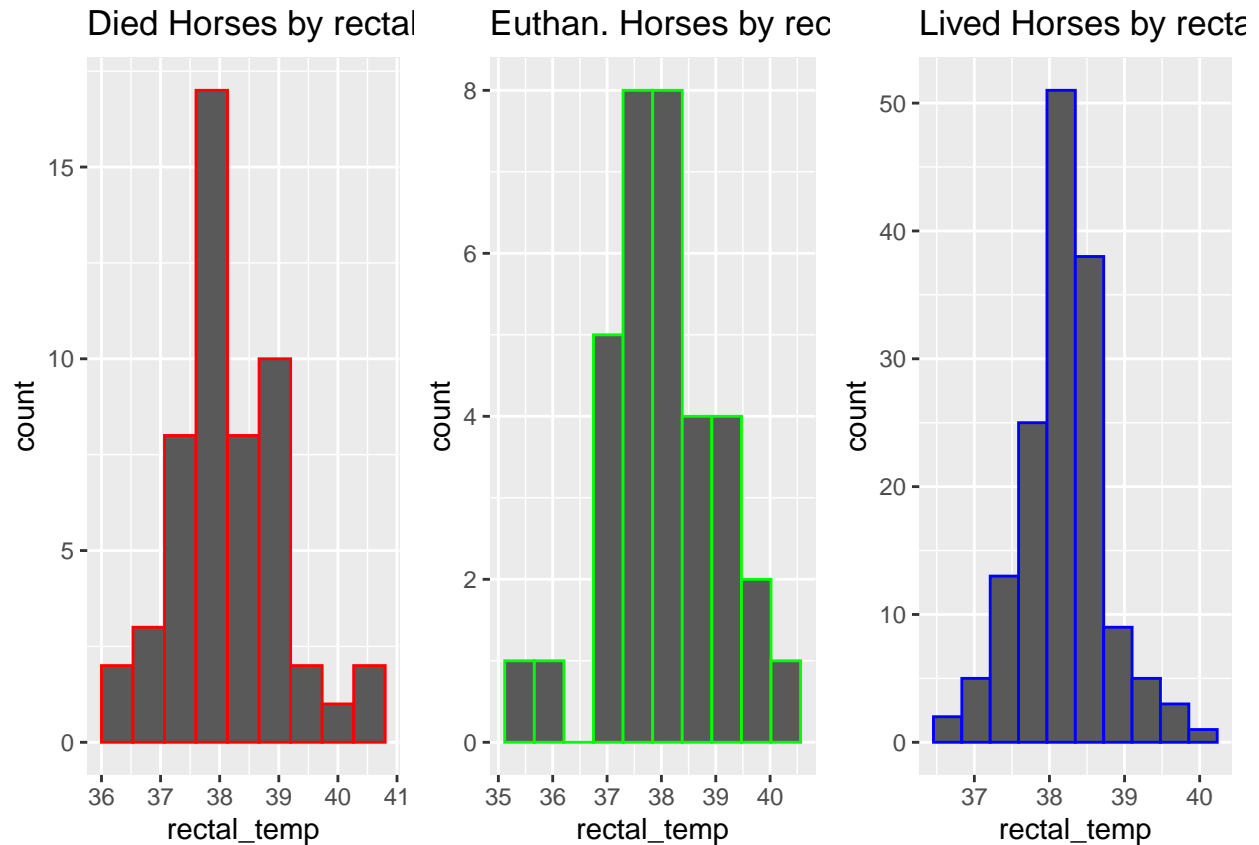 Died Horses by rectal
15
10
5
0
count
36 37 38 39 40 41
rectal_temp
Euthan. Horses by rec
8
6
4
2
0
count
35 36 37 38 39 40
rectal_temp
Lived Horses by recta
50
40
30
20
10
0
count
37 38 39 40
rectal_temp